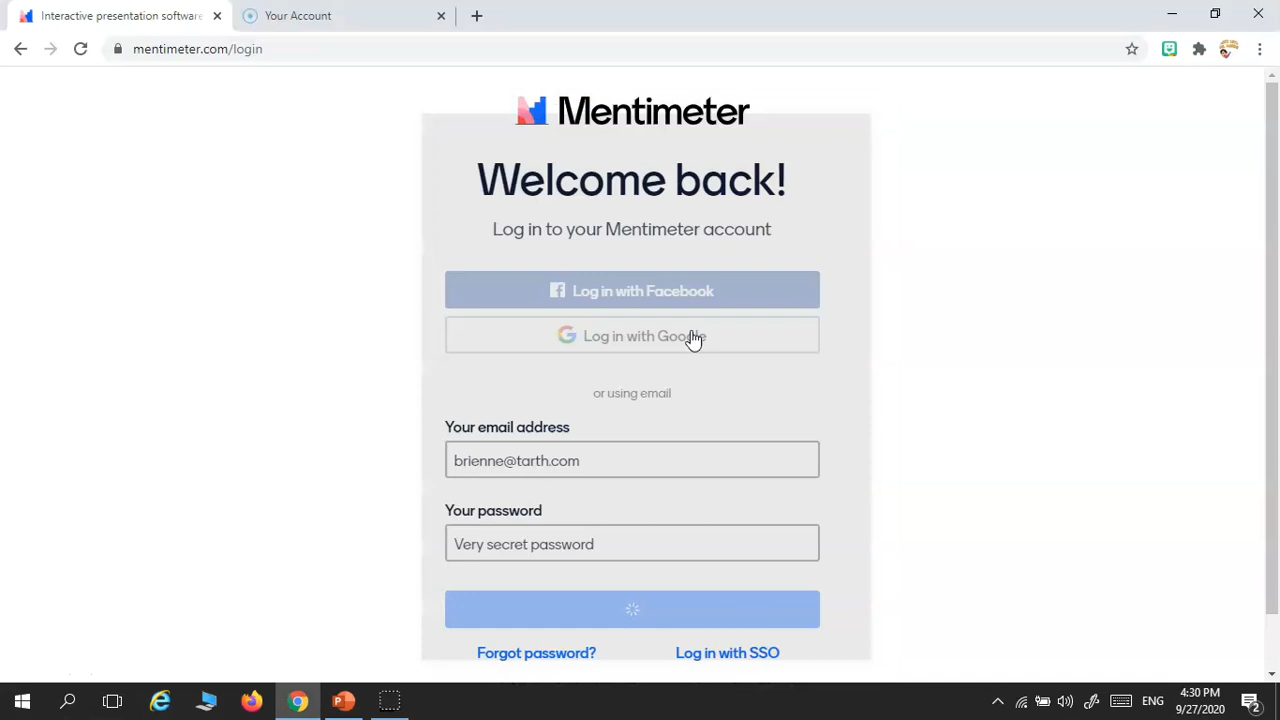 Interactive presentation software
Your Account
mentimeter.com/login
Mentimeter
Welcome back!
Log in to your Mentimeter account
Log in with Facebook
Log in with Google
or using email
Your email address
brienne@tarth.com
Your password
Very secret password
Forgot password?
Log in with SSO
ENG
4:30 PM
9/27/2020
2